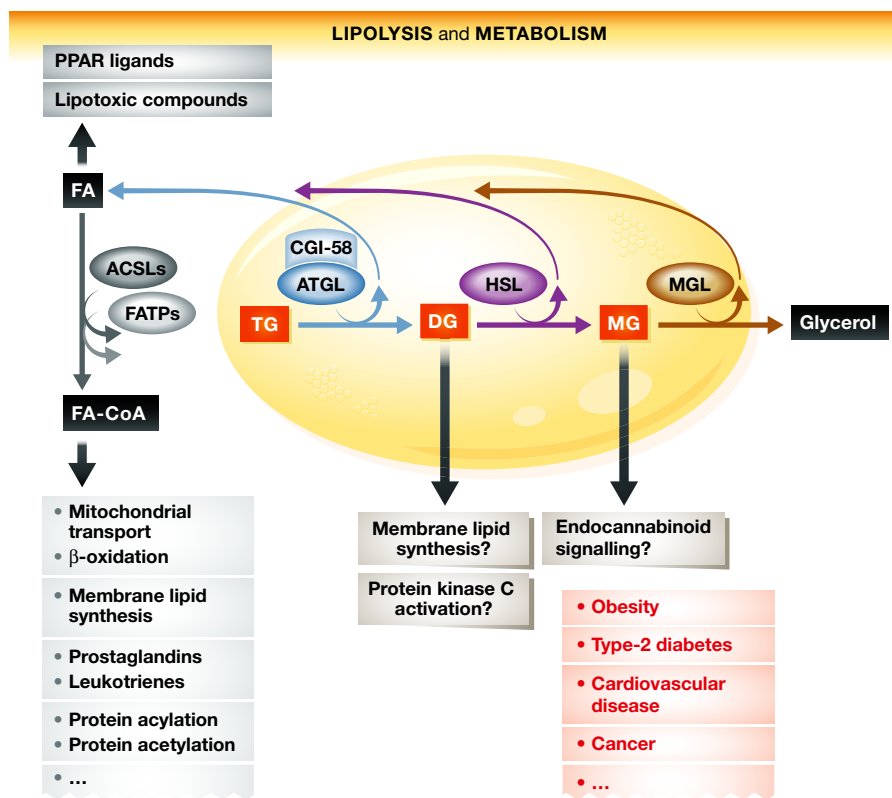 LIPOLYSIS and METABOLISM
PPAR ligands
Lipotoxic compounds
FA
CGI-58
ACSLs
ATGL
HSL
MGL
FATPs
TG
DG
MG
Glycerol
FA-CoA
• Mitochondrial
transport
• β-oxidation
• Membrane lipid
synthesis
• Prostaglandins
• Leukotrienes
• Protein acylation
• Protein acetylation
• ...
Membrane lipid
synthesis?
Protein kinase C
activation?
Endocannabinoid
signalling?
• Obesity
• Type-2 diabetes
• Cardiovascular
disease
• Cancer
• ...